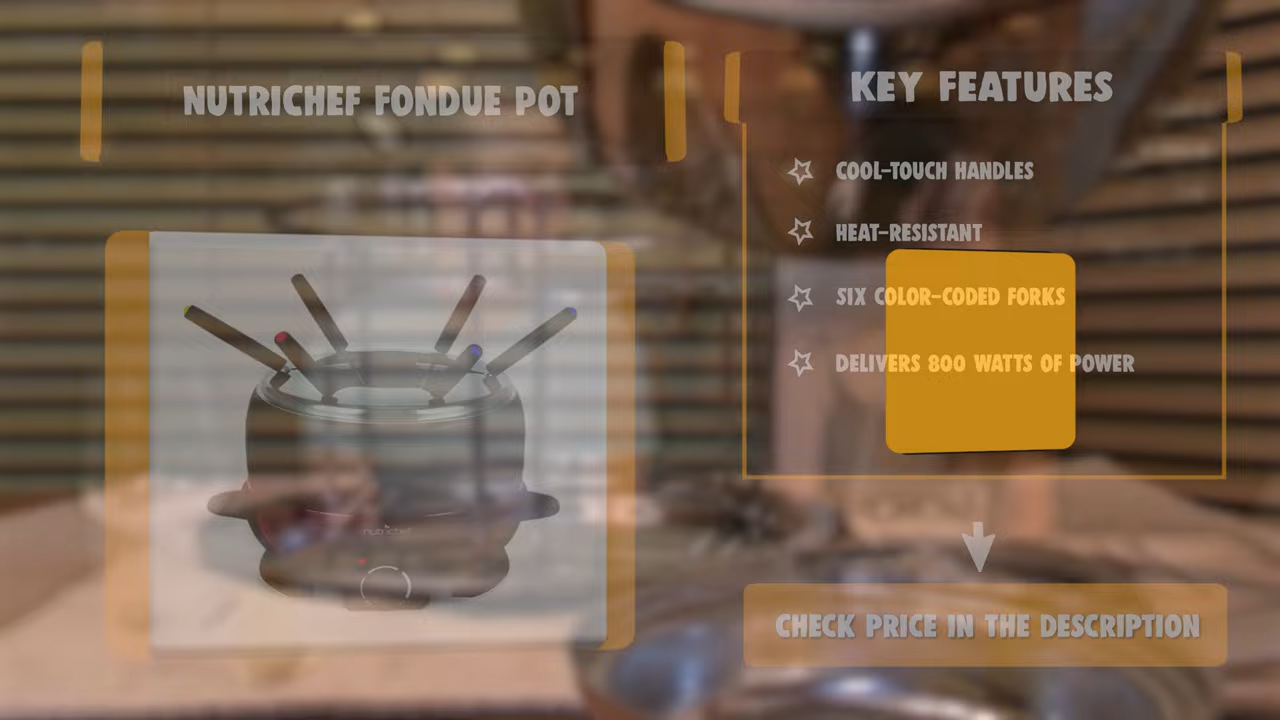 NUTRICHEF FONDUE POT
KEY FEATURES
COOL-TOUCH HANDLES
HEAT-RESISTANT
SIX COLOR-CODED FORKS
DELIVERS 800 WATTS OF POWER
nutrichef
CHECK PRICE IN THE DESCRIPTION